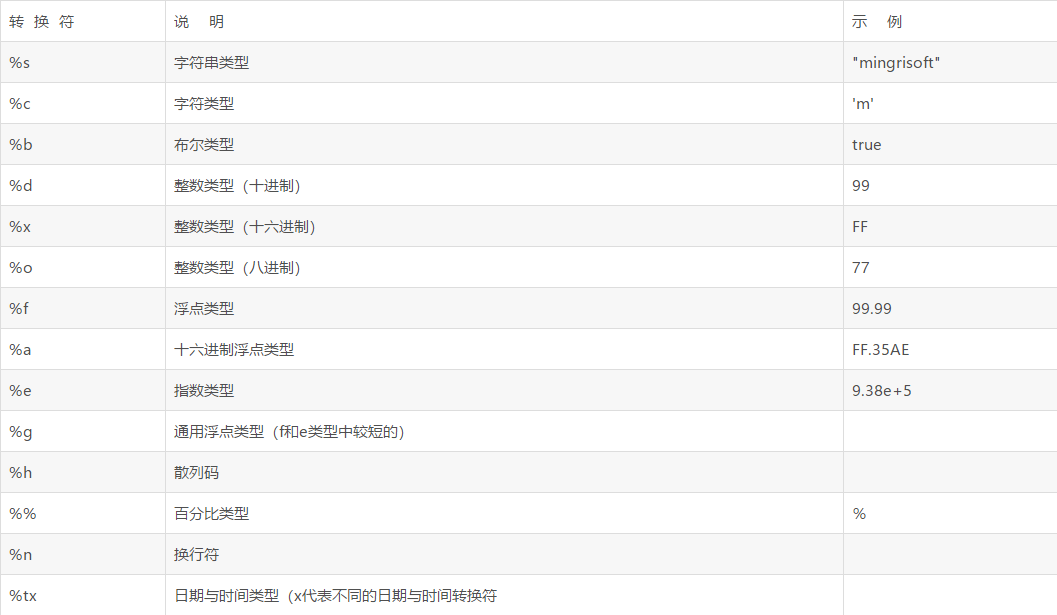 转 换 符 说 明 示 例
%s 字符串类型 "mingrisoft"
%c 字符类型 'm'
%b 布尔类型 true
%d 整数类型（十进制） 99
%x 整数类型（十六进制） FF
%o 整数类型（八进制） 77
%f 浮点类型 99.99
%a 十六进制浮点类型 FF.35AE
%e 指数类型 9.38e+5
%g 通用浮点类型（f和e类型中较短的）
%h 散列码
%% 百分比类型 %
%n 换行符
%tx 日期与时间类型（x代表不同的日期与时间转换符